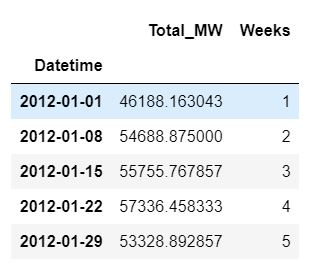 Total_MW Weeks
Datetime
2012-01-01 46188.163043 1
2012-01-08 54688.875000 2
2012-01-15 55755.767857 3
2012-01-22 57336.458333 4
2012-01-29 53328.892857 5